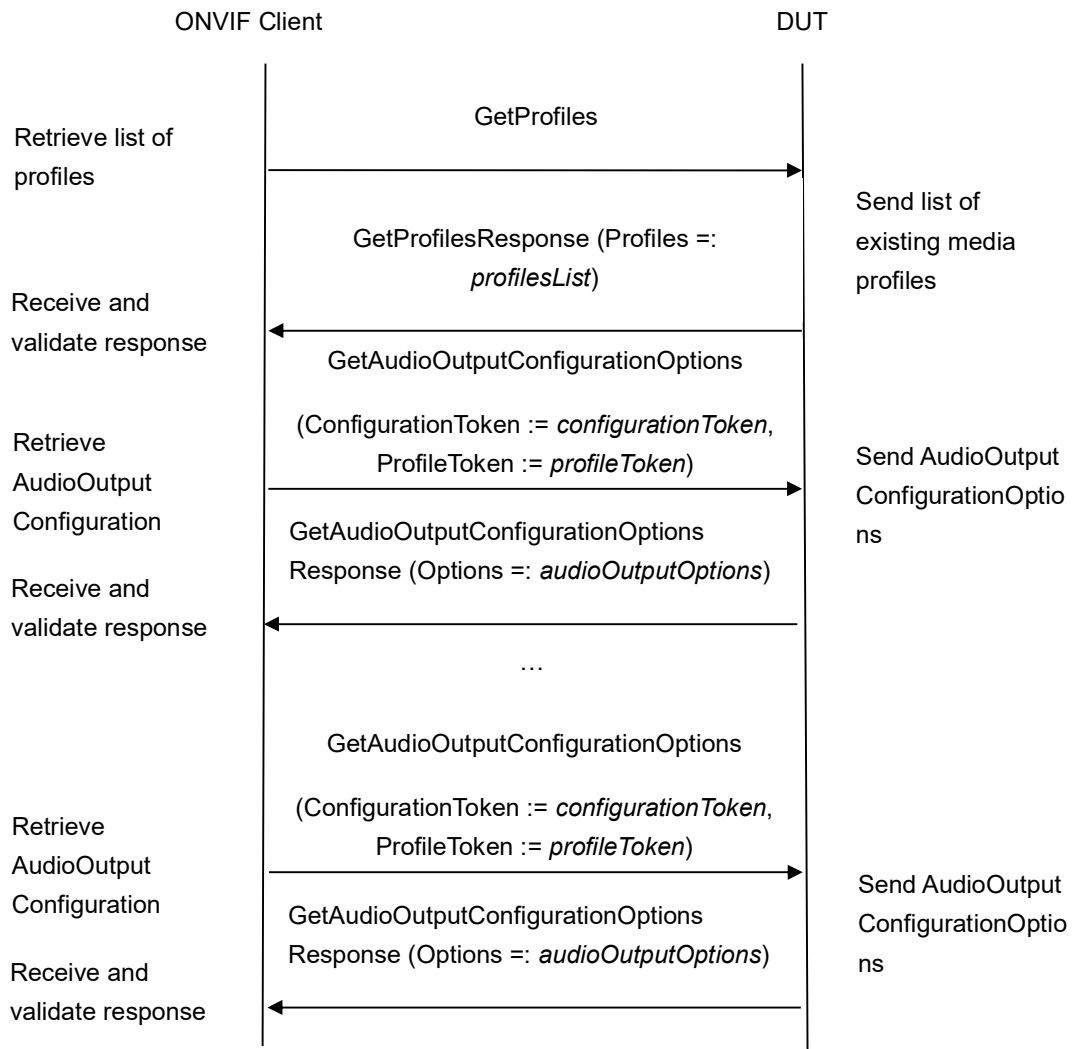 ONVIF Client
DUT
GetProfiles
Retrieve list of
profiles
Send list of
existing media
profiles
GetProfilesResponse (Profiles =:
profilesList)
Receive and
validate response
GetAudioOutputConfigurationOptions
(ConfigurationToken := configurationToken,
ProfileToken := profileToken)
Retrieve
AudioOutput
Configuration
Send AudioOutput
ConfigurationOptio
ns
GetAudioOutputConfigurationOptions
Response (Options =: audioOutputOptions)
Receive and
validate response
…
GetAudioOutputConfigurationOptions
(ConfigurationToken := configurationToken,
ProfileToken := profileToken)
Retrieve
AudioOutput
Configuration
Send AudioOutput
ConfigurationOptio
ns
GetAudioOutputConfigurationOptions
Response (Options =: audioOutputOptions)
Receive and
validate response